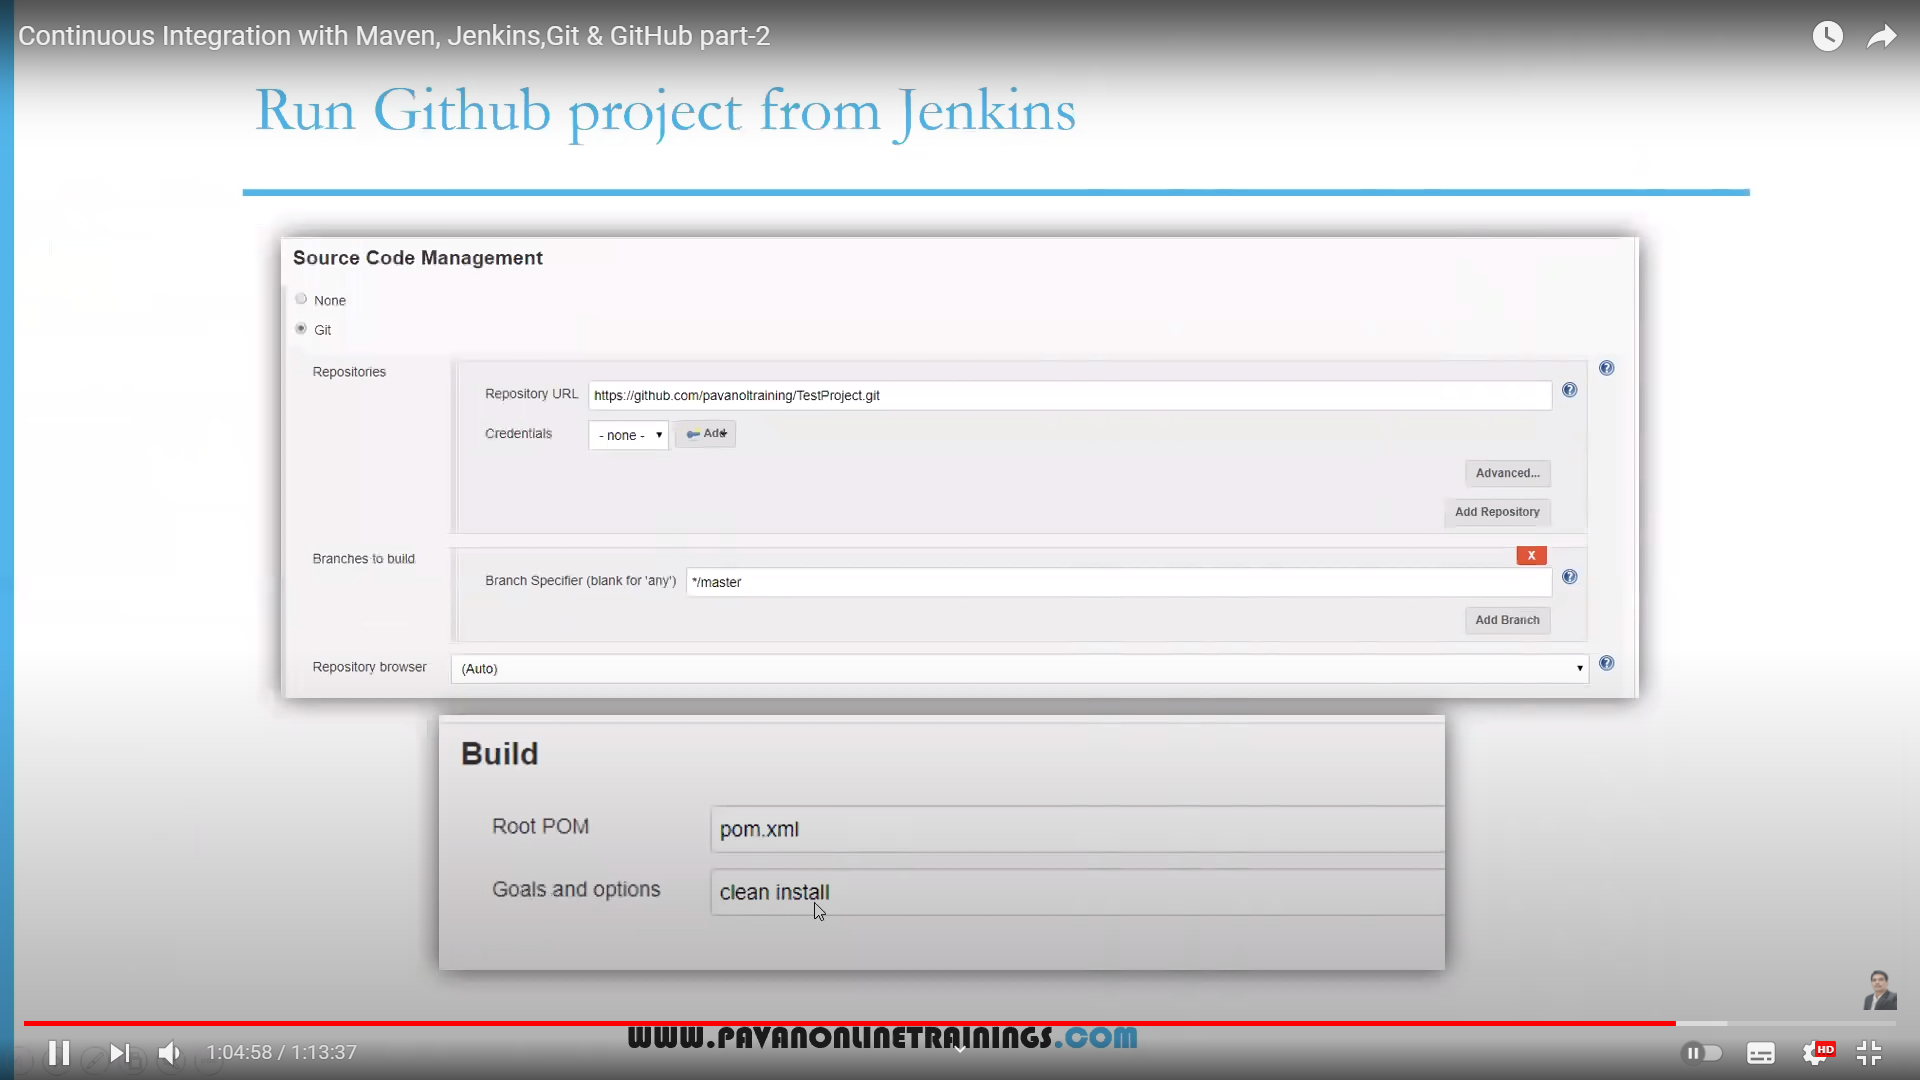 Continuous Integration with Maven, Jenkins,Git & GitHub part-2
Run Github project from Jenkins
Source Code Management
None
Git
Repositories
Repository URL https://github.com/pavanoltraining/TestProject.git
Credentials - none - Add
Advanced...
Add Repository
Branches to build
X
Branch Specifier (blank for 'any') */master
Add Branch
Repository browser (Auto)
Build
Root POM pom.xml
Goals and options clean install
WWW.PAVANONLINETRAININGS.COM
1:04:58 / 1:13:37
HD